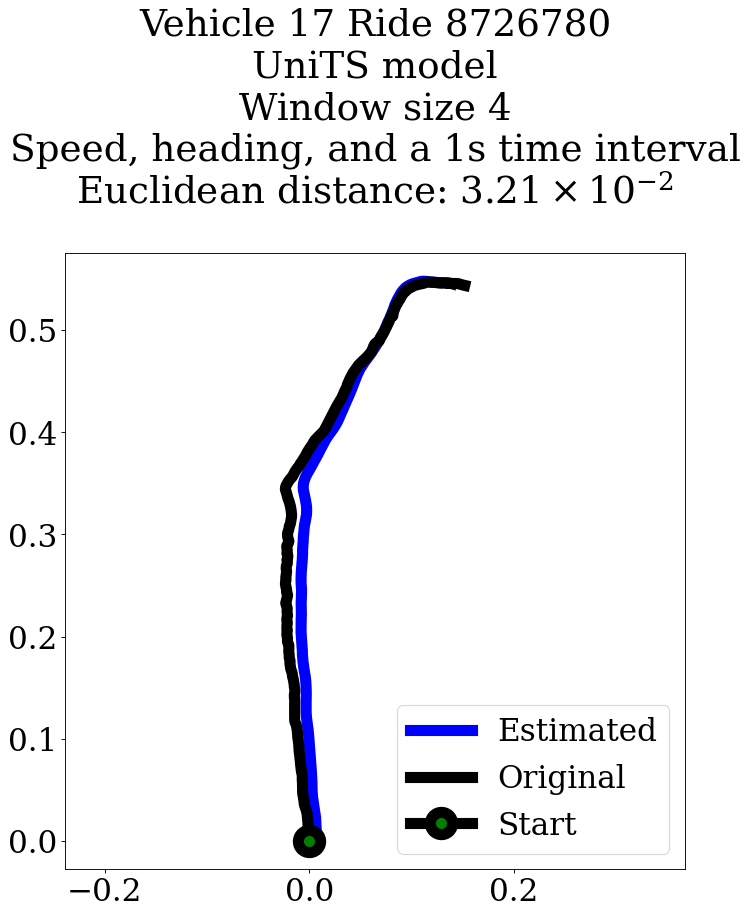 Vehicle 17 Ride 8726780
UniTS model
Window size 4
Speed, heading, and a 1s time interval
Euclidean distance: 3.21 × 10⁻²
0.5
0.4
0.3
0.2
0.1
0.0
Estimated
Original
Start
−0.2
0.0
0.2